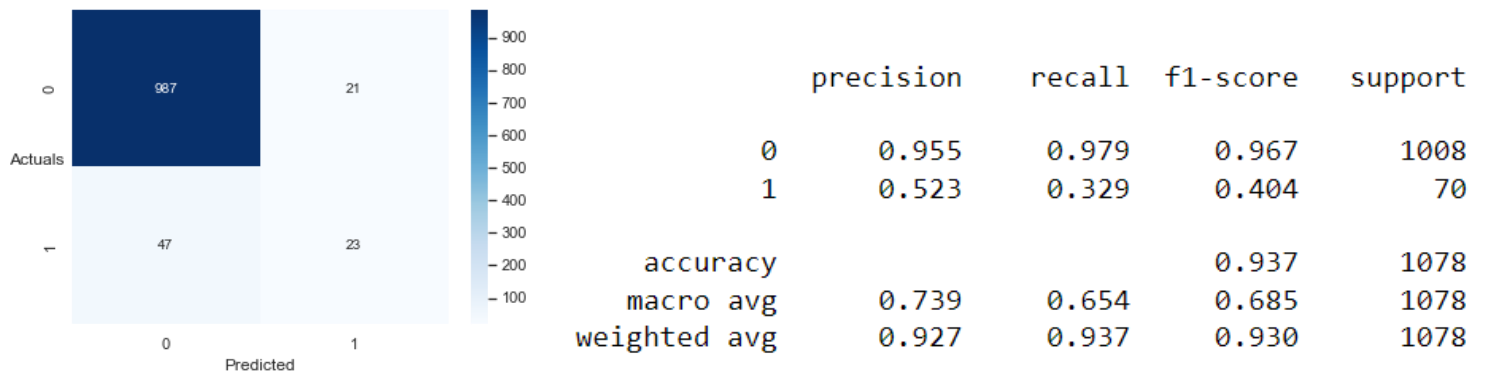 987 21
47 23
0
Actuals
1
0 1
Predicted
900
800
700
600
500
400
300
200
100
precision recall f1-score support
0 0.955 0.979 0.967 1008
1 0.523 0.329 0.404 70
accuracy 0.937 1078
macro avg 0.739 0.654 0.685 1078
weighted avg 0.927 0.937 0.930 1078